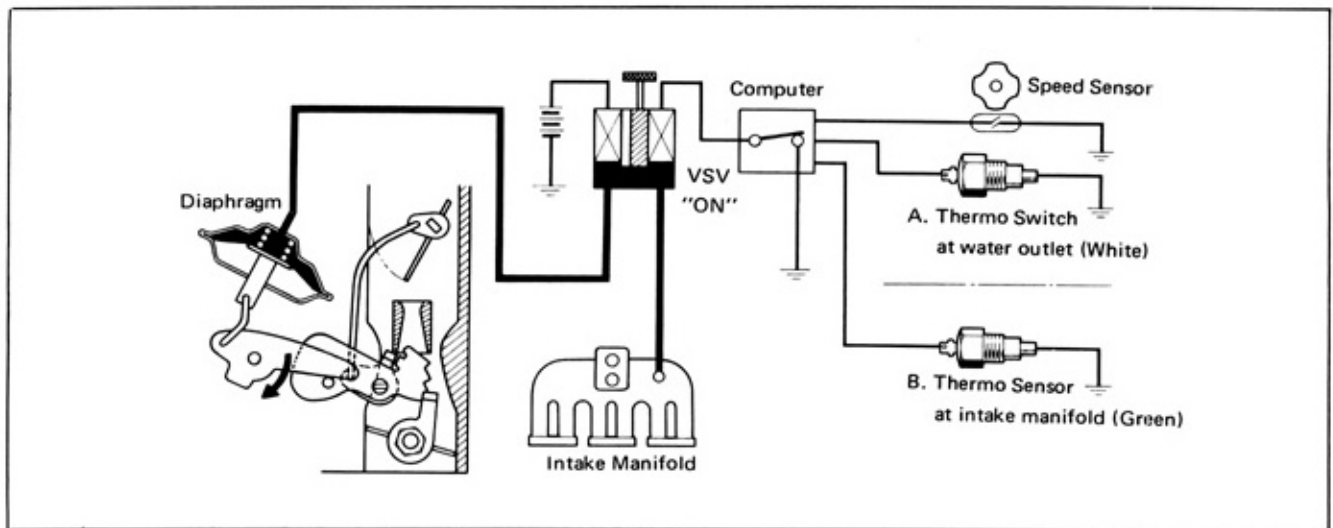 Computer
Speed Sensor
Diaphragm
VSV
"ON"
A. Thermo Switch
at water outlet (White)
B. Thermo Sensor
at intake manifold (Green)
Intake Manifold